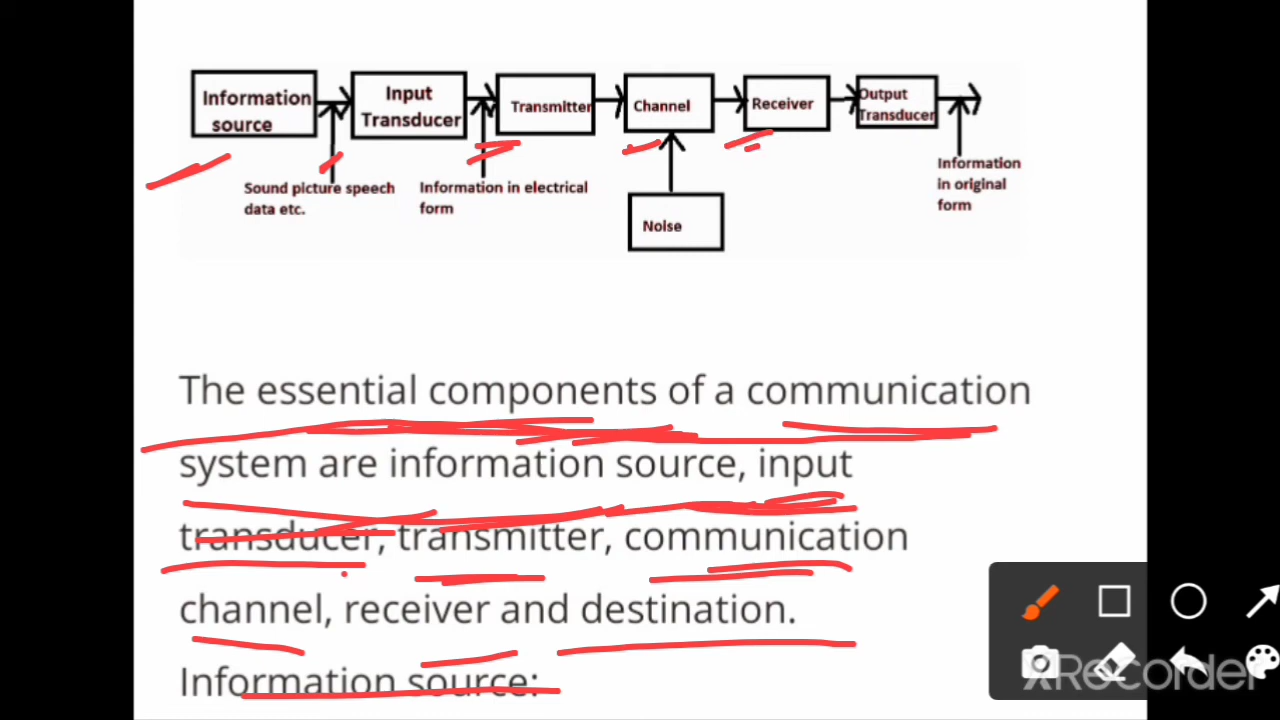 Information source
Input Transducer
Transmitter
Channel
Receiver
Output Transducer
Sound picture speech data etc.
Information in electrical form
Noise
Information in original form
The essential components of a communication
system are information source, input
transducer, transmitter, communication
channel, receiver and destination.
Information source:
XRecorder